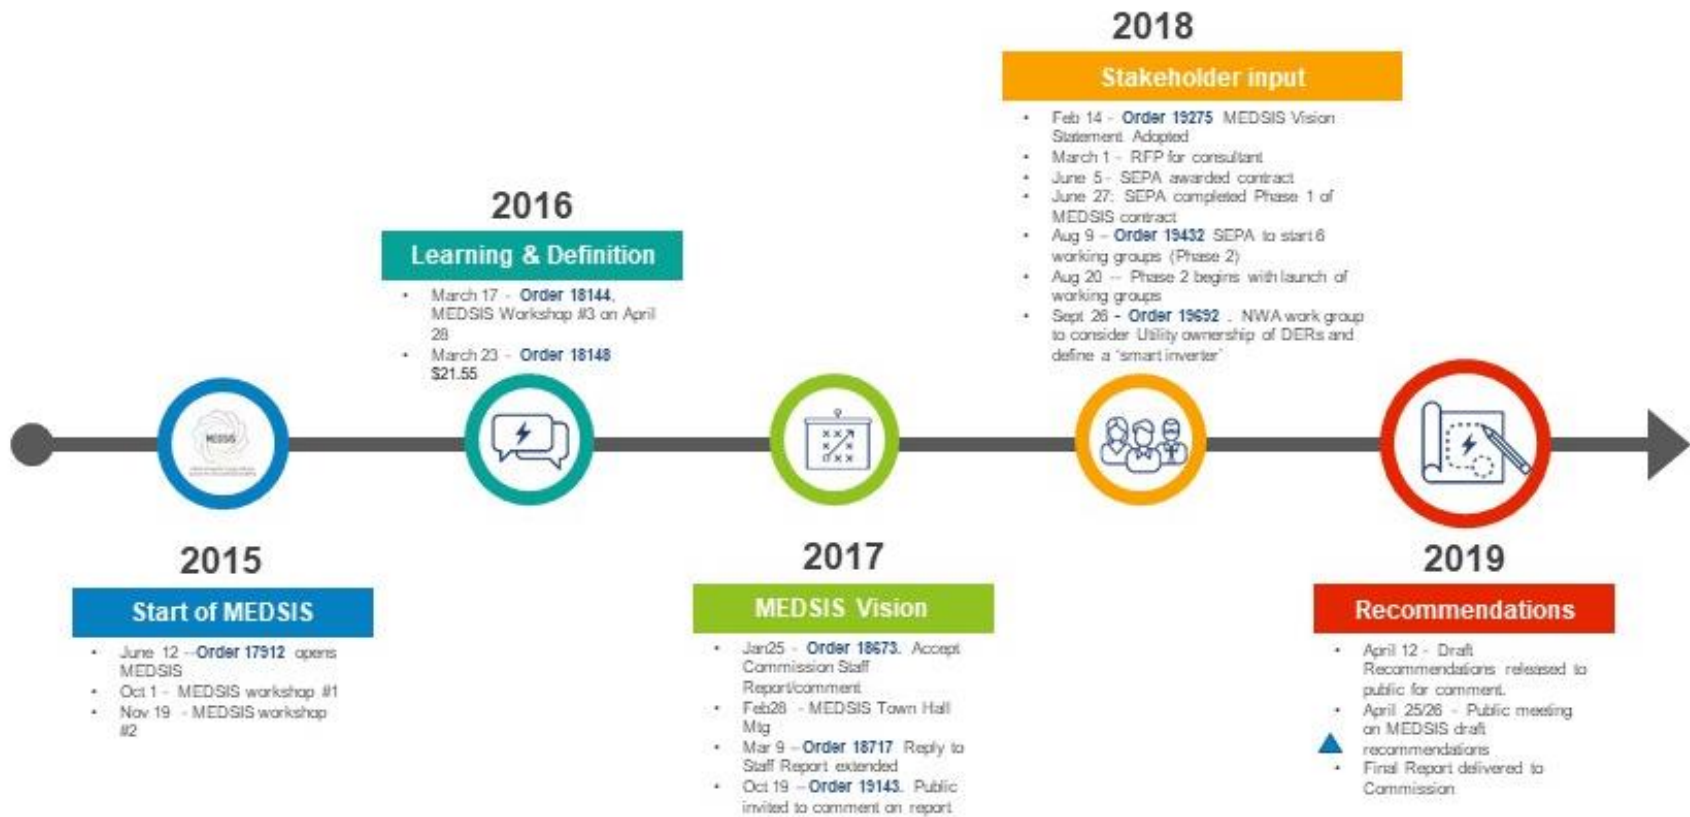 2015
Start of MEDSIS
• June 12 --Order 17912 opens
MEDSIS
• Oct 1 - MEDSIS workshop #1
• Nov 19 - MEDSIS workshop
#2
MEDSIS
2016
Learning & Definition
• March 17 - Order 18144,
MEDSIS Workshop #3 on April
28
• March 23 - Order 18148
$21.55
2017
MEDSIS Vision
• Jan25 - Order 18673. Accept
Commission Staff
Report/comment
• Feb28 - MEDSIS Town Hall
Mtg
• Mar 9 – Order 18717 Reply to
Staff Report extended
• Oct 19 – Order 19143. Public
invited to comment on report
2018
Stakeholder input
• Feb 14 - Order 19275 MEDSIS Vision
Statement Adopted
• March 1 - RFP for consultant
• June 5 - SEPA awarded contract
• June 27: SEPA completed Phase 1 of
MEDSIS contract
• Aug 9 – Order 19432 SEPA to start 6
working groups (Phase 2)
• Aug 20 -- Phase 2 begins with launch of
working groups
• Sept 26 - Order 19692 . NWA work group
to consider Utility ownership of DERs and
define a 'smart inverter'
2019
Recommendations
• April 12 - Draft
Recommendations released to
public for comment.
• April 25/26 - Public meeting
on MEDSIS draft
recommendations
• Final Report delivered to
Commission